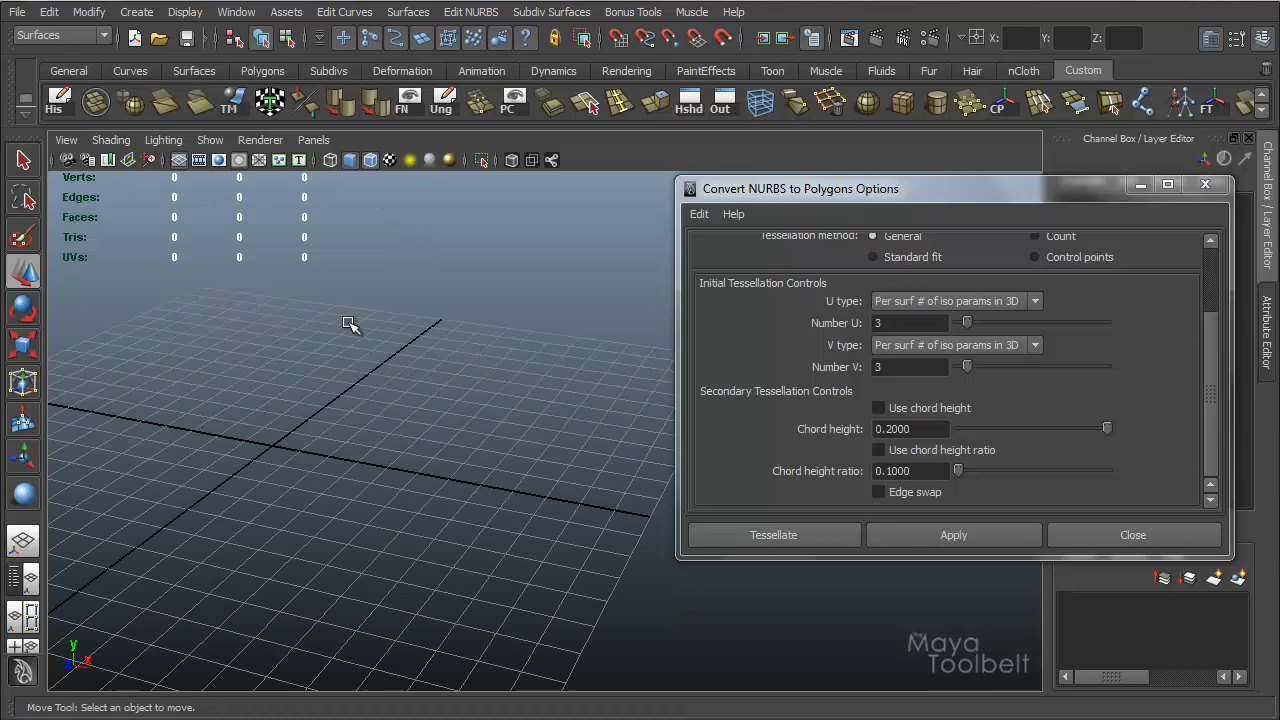 File Edit Modify Create Display Window Assets Edit Curves Surfaces Edit NURBS Subdiv Surfaces Bonus Tools Muscle Help
Surfaces X: Y: Z:
General Curves Surfaces Polygons Subdivs Deformation Animation Dynamics Rendering PaintEffects Toon Muscle Fluids Fur Hair nCloth Custom
His TM FN Ung PC Hshd Out CP FT
View Shading Lighting Show Renderer Panels
Channel Box / Layer Editor
Verts: 0 0 0
Edges: 0 0 0
Faces: 0 0 0
Tris: 0 0 0
UVs: 0 0 0
Convert NURBS to Polygons Options
Edit Help
Tessellation method: General Count
Standard fit Control points
Initial Tessellation Controls
U type: Per surf # of iso params in 3D
Number U: 3
V type: Per surf # of iso params in 3D
Number V: 3
Secondary Tessellation Controls
Use chord height
Chord height: 0.2000
Use chord height ratio
Chord height ratio: 0.1000
Edge swap
Tessellate Apply Close
Channel Box / Layer Editor
Attribute Editor
y
z x
The Maya
Toolbelt
Move Tool: Select an object to move.